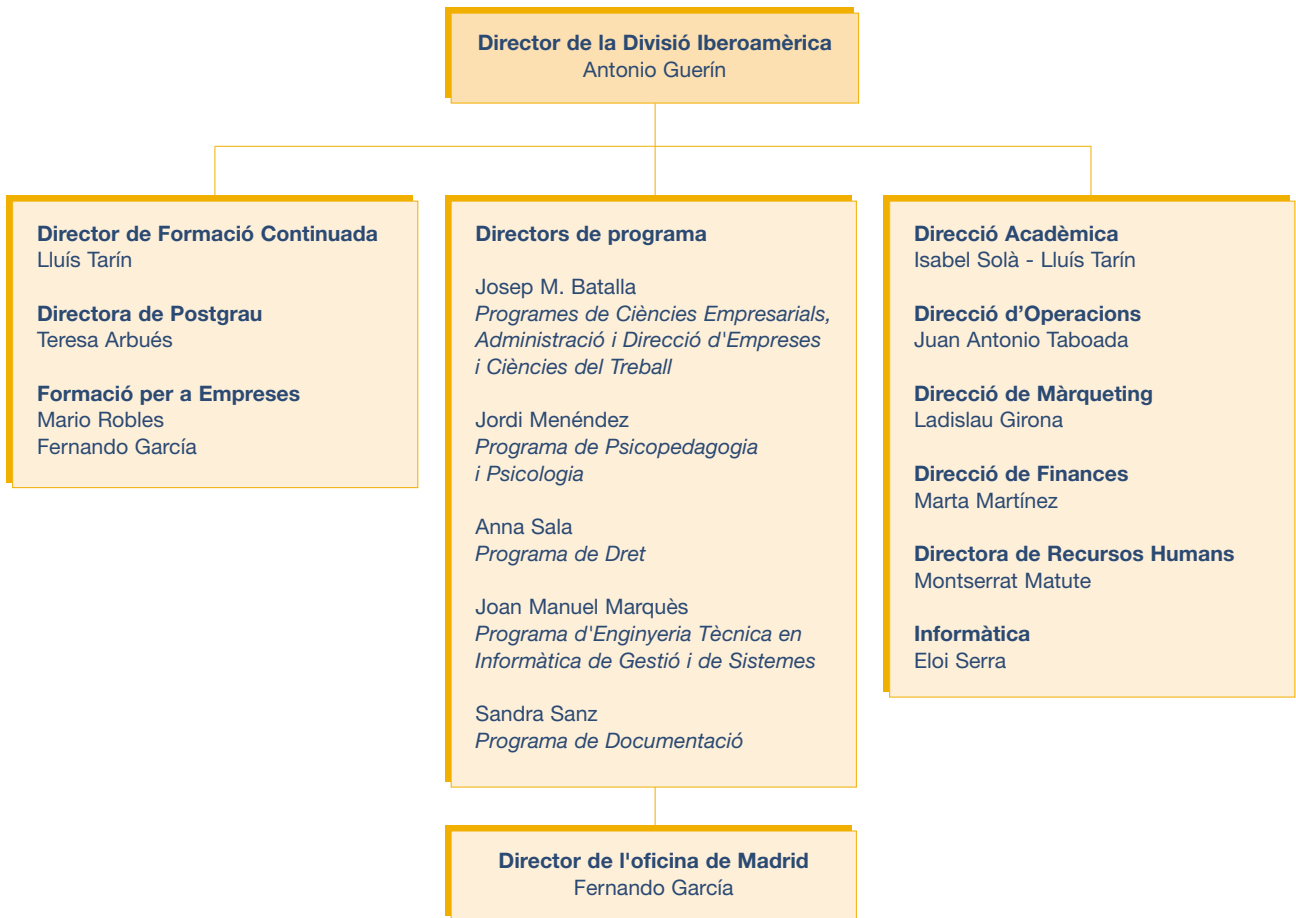 Director de la Divisió Iberoamèrica
Antonio Guerín
Director de Formació Continuada
Lluís Tarín
Directora de Postgrau
Teresa Arbués
Formació per a Empreses
Mario Robles
Fernando García
Directors de programa
Josep M. Batalla
Programes de Ciències Empresarials,
Administració i Direcció d'Empreses
i Ciències del Treball
Jordi Menéndez
Programa de Psicopedagogia
i Psicologia
Anna Sala
Programa de Dret
Joan Manuel Marquès
Programa d'Enginyeria Tècnica en
Informàtica de Gestió i de Sistemes
Sandra Sanz
Programa de Documentació
Direcció Acadèmica
Isabel Solà - Lluís Tarín
Direcció d’Operacions
Juan Antonio Taboada
Direcció de Màrqueting
Ladislau Girona
Direcció de Finances
Marta Martínez
Directora de Recursos Humans
Montserrat Matute
Informàtica
Eloi Serra
Director de l'oficina de Madrid
Fernando García